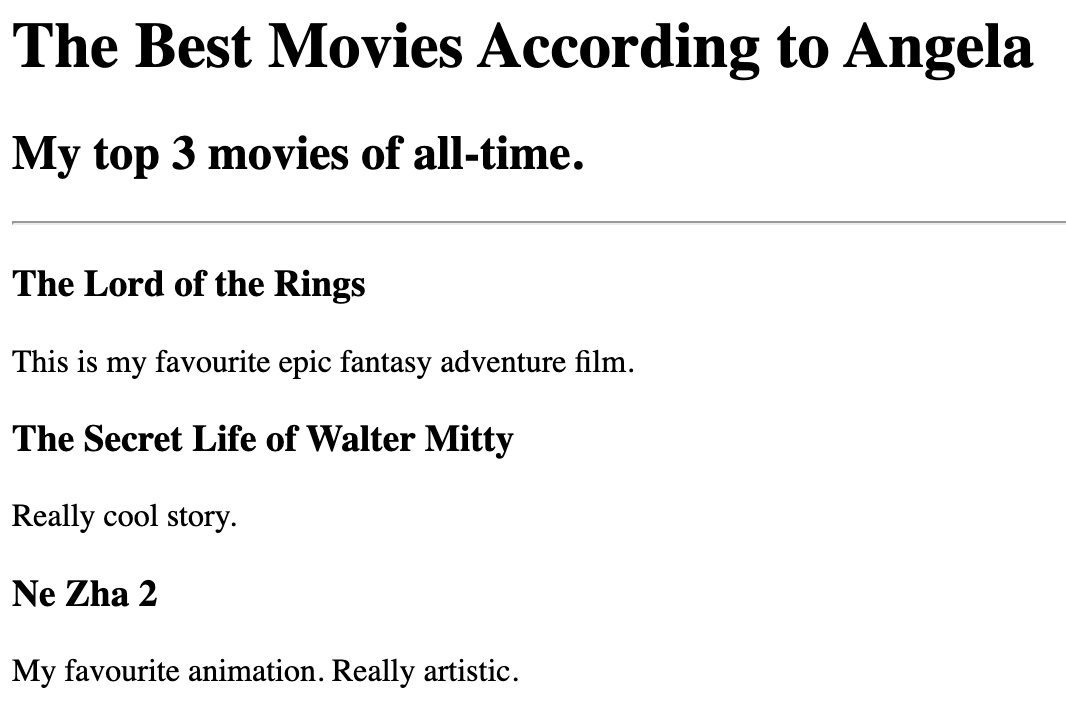 The Best Movies According to Angela
My top 3 movies of all-time.
The Lord of the Rings
This is my favourite epic fantasy adventure film.
The Secret Life of Walter Mitty
Really cool story.
Ne Zha 2
My favourite animation. Really artistic.